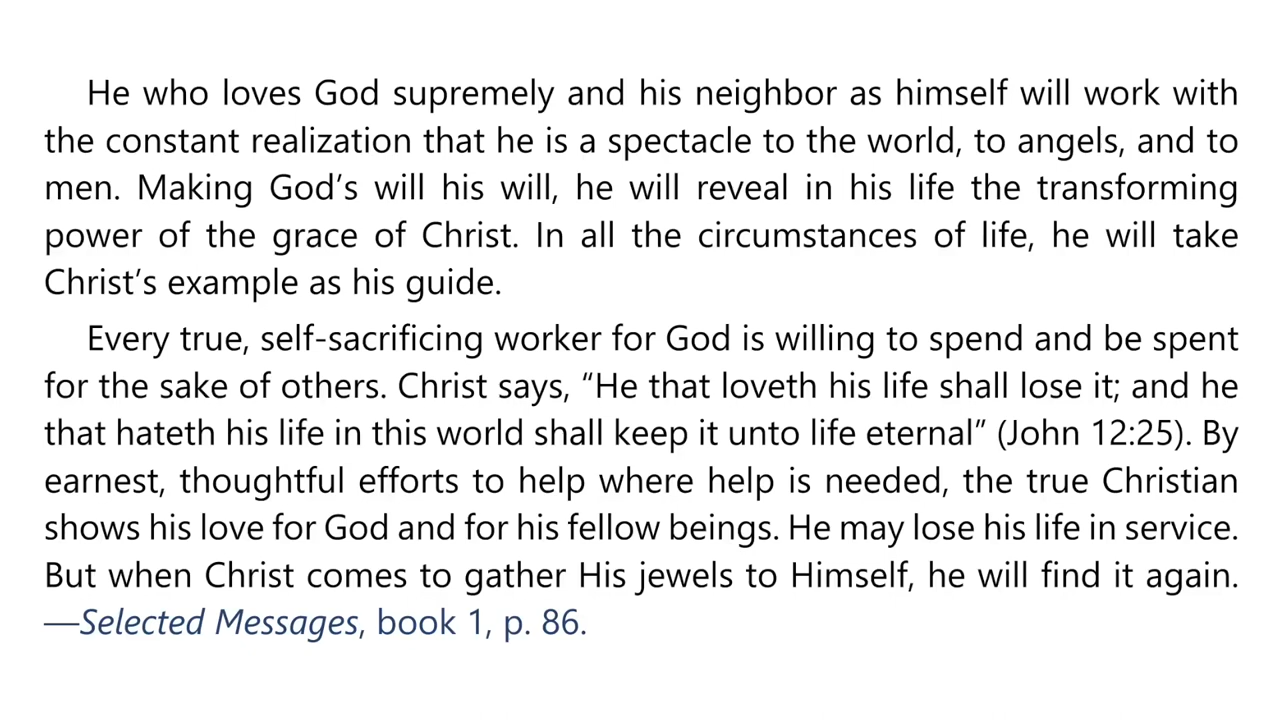 He who loves God supremely and his neighbor as himself will work with
the constant realization that he is a spectacle to the world, to angels, and to
men. Making God’s will his will, he will reveal in his life the transforming
power of the grace of Christ. In all the circumstances of life, he will take
Christ’s example as his guide.
Every true, self-sacrificing worker for God is willing to spend and be spent
for the sake of others. Christ says, “He that loveth his life shall lose it; and he
that hateth his life in this world shall keep it unto life eternal” (John 12:25). By
earnest, thoughtful efforts to help where help is needed, the true Christian
shows his love for God and for his fellow beings. He may lose his life in service.
But when Christ comes to gather His jewels to Himself, he will find it again.
—Selected Messages, book 1, p. 86.